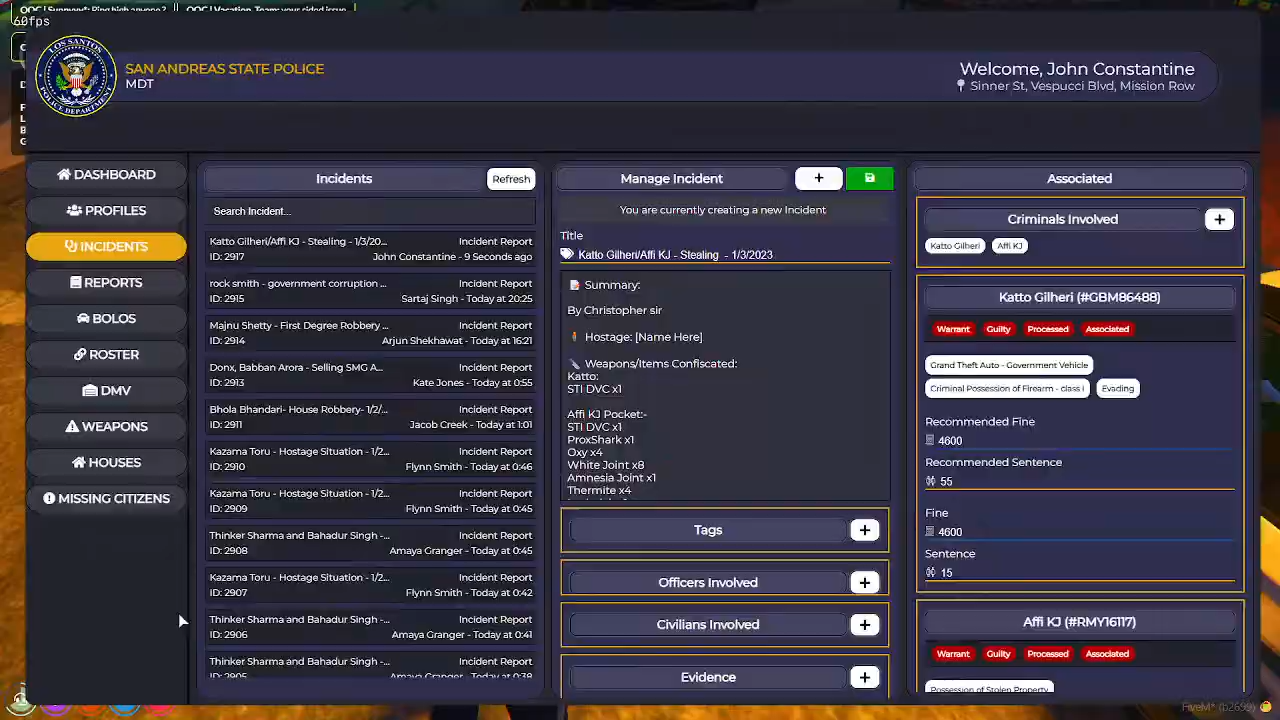 60fps
LOS SANTOS
POLICE DEPARTMENT
SAN ANDREAS STATE POLICE
MDT
Welcome, John Constantine
Sinner St, Vespucci Blvd, Mission Row
DASHBOARD
PROFILES
INCIDENTS
REPORTS
BOLOS
ROSTER
DMV
WEAPONS
HOUSES
MISSING CITIZENS
Incidents
Refresh
Search Incident...
Katto Gilheri/Affi KJ - Stealing - 1/3/20... Incident Report
ID: 2917 John Constantine - 9 Seconds ago
rock smith - government corruption ... Incident Report
ID: 2915 Sartaj Singh - Today at 20:25
Majnu Shetty - First Degree Robbery ... Incident Report
ID: 2914 Arjun Shekhawat - Today at 16:21
Incident Report
ID: 2913 Kate Jones - Today at 0:55
Bhola Bhandari- House Robbery- 1/2/... Incident Report
ID: 2911 Jacob Creek - Today at 1:01
Kazama Toru - Hostage Situation - 1/2... Incident Report
ID: 2910 Flynn Smith - Today at 0:46
Kazama Toru - Hostage Situation - 1/2... Incident Report
ID: 2909 Flynn Smith - Today at 0:45
Thinker Sharma and Bahadur Singh -... Incident Report
ID: 2908 Amaya Granger - Today at 0:45
Kazama Toru - Hostage Situation - 1/2... Incident Report
ID: 2907 Flynn Smith - Today at 0:42
Thinker Sharma and Bahadur Singh -... Incident Report
ID: 2906 Amaya Granger - Today at 0:41
Thinker Sharma and Bahadur Singh -... Incident Report
Manage Incident
+
You are currently creating a new Incident
Title
Katto Gilheri/Affi KJ - Stealing - 1/3/2023
Summary:
By Christopher sir
Hostage: [Name Here]
Weapons/Items Confiscated:
Katto:
STI DVC x1
Affi KJ Pocket:-
STI DVC x1
ProxShark x1
Oxy x4
White Joint x8
Amnesia Joint x1
Thermite x4
Tags +
Officers Involved +
Civilians Involved +
Evidence +
Associated
Criminals Involved +
Katto Gilheri Affi KJ
Katto Gilheri (#GBM86488)
Warrant Guilty Processed Associated
Grand Theft Auto - Government Vehicle
Criminal Possession of Firearm - class Evading
Recommended Fine
4600
Recommended Sentence
55
Fine
4600
Sentence
15
Affi KJ (#RMY16117)
Warrant Guilty Processed Associated
Possession of Stolen Property
FiveM* (b2699)